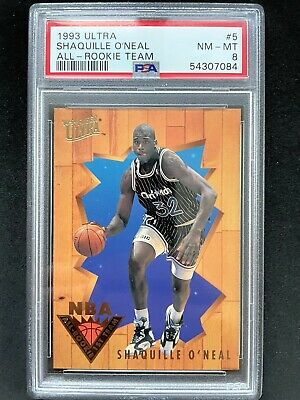 1993 ULTRA #5
SHAQUILLE O'NEAL NM - MT
ALL - ROOKIE TEAM PSA 8
54307084
ULTRA
32
NBA
SHAQUILLE O'NEAL